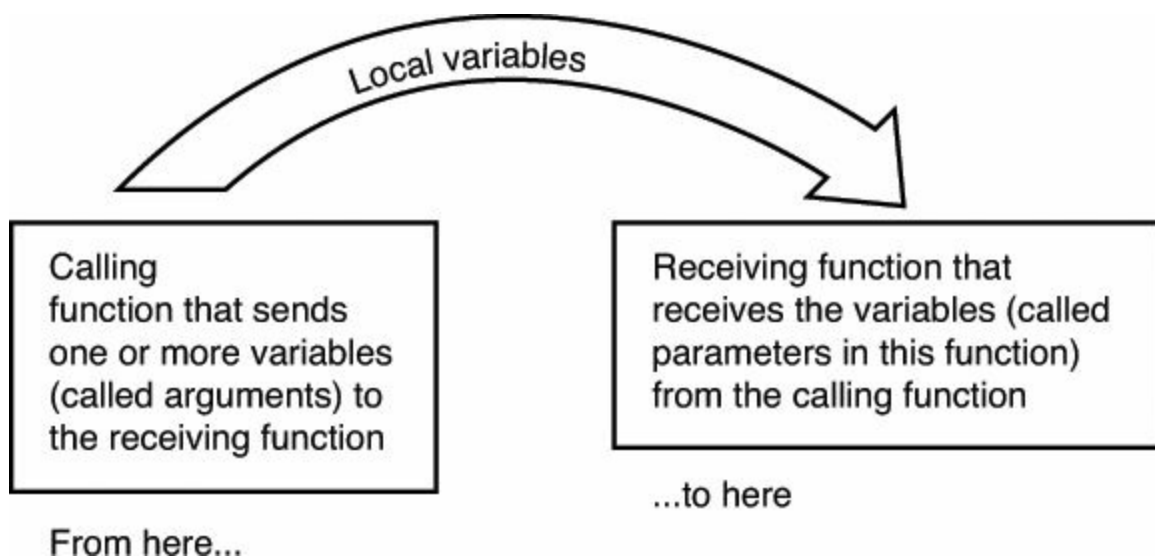 Local variables
Calling
function that sends
one or more variables
(called arguments) to
the receiving function
From here...
Receiving function that
receives the variables (called
parameters in this function)
from the calling function
...to here